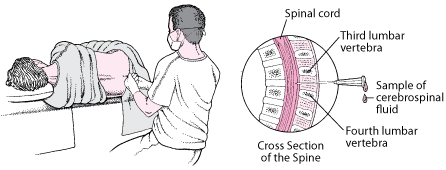 Spinal cord
Third lumbar
vertebra
Sample of
cerebrospinal
fluid
Fourth lumbar
vertebra
Cross Section
of the Spine